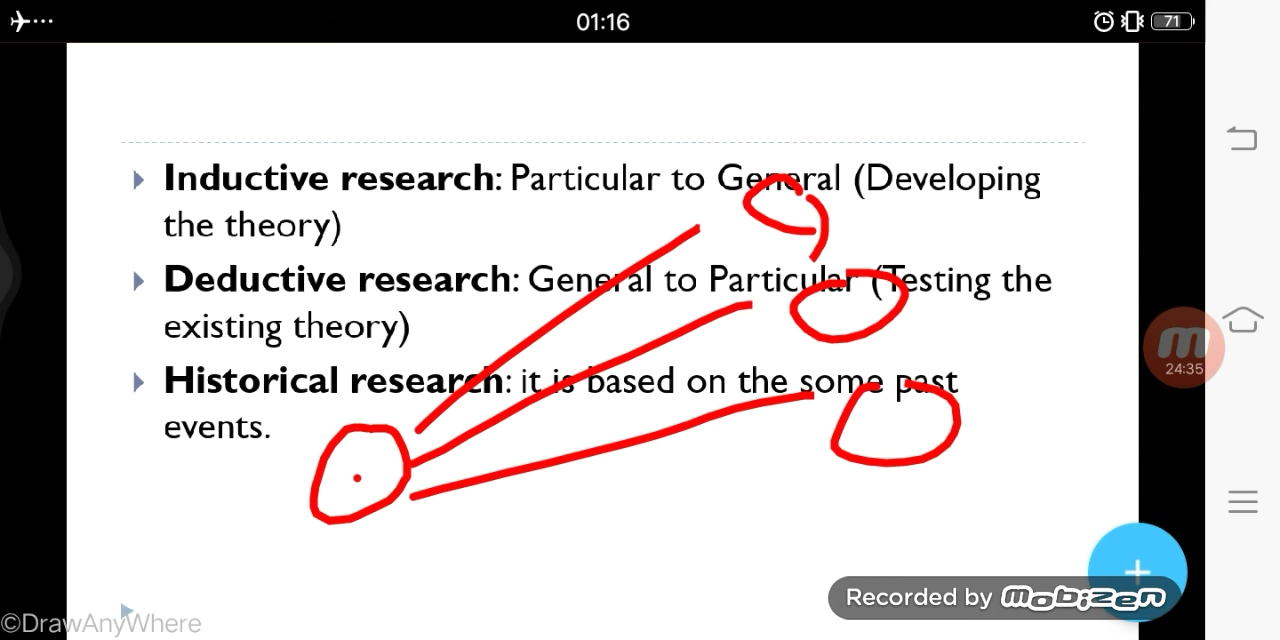 01:16
71
Inductive research: Particular to General (Developing
the theory)
Deductive research: General to Particular (Testing the
existing theory)
Historical research: it is based on the some past
events.
24:35
Recorded by mobizen
©DrawAnyWhere